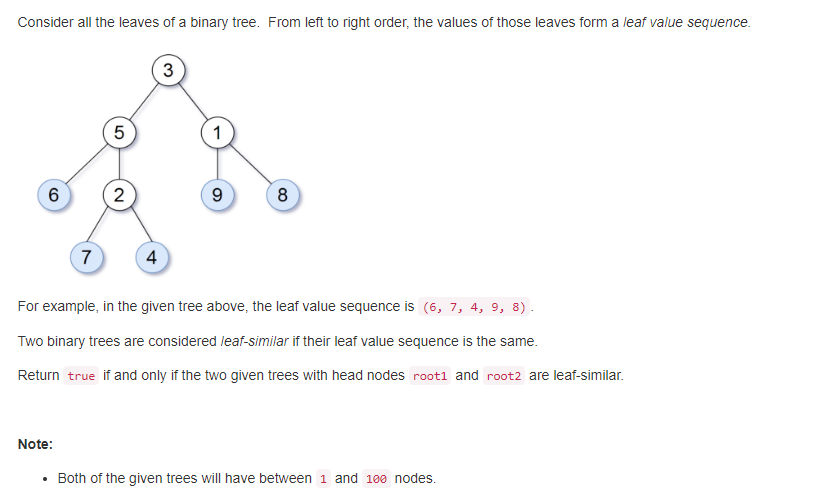 Consider all the leaves of a binary tree. From left to right order, the values of those leaves form a leaf value sequence.
3
5 1
6 2 9 8
7 4
For example, in the given tree above, the leaf value sequence is (6, 7, 4, 9, 8).
Two binary trees are considered leaf-similar if their leaf value sequence is the same.
Return true if and only if the two given trees with head nodes root1 and root2 are leaf-similar.
Note:
• Both of the given trees will have between 1 and 100 nodes.